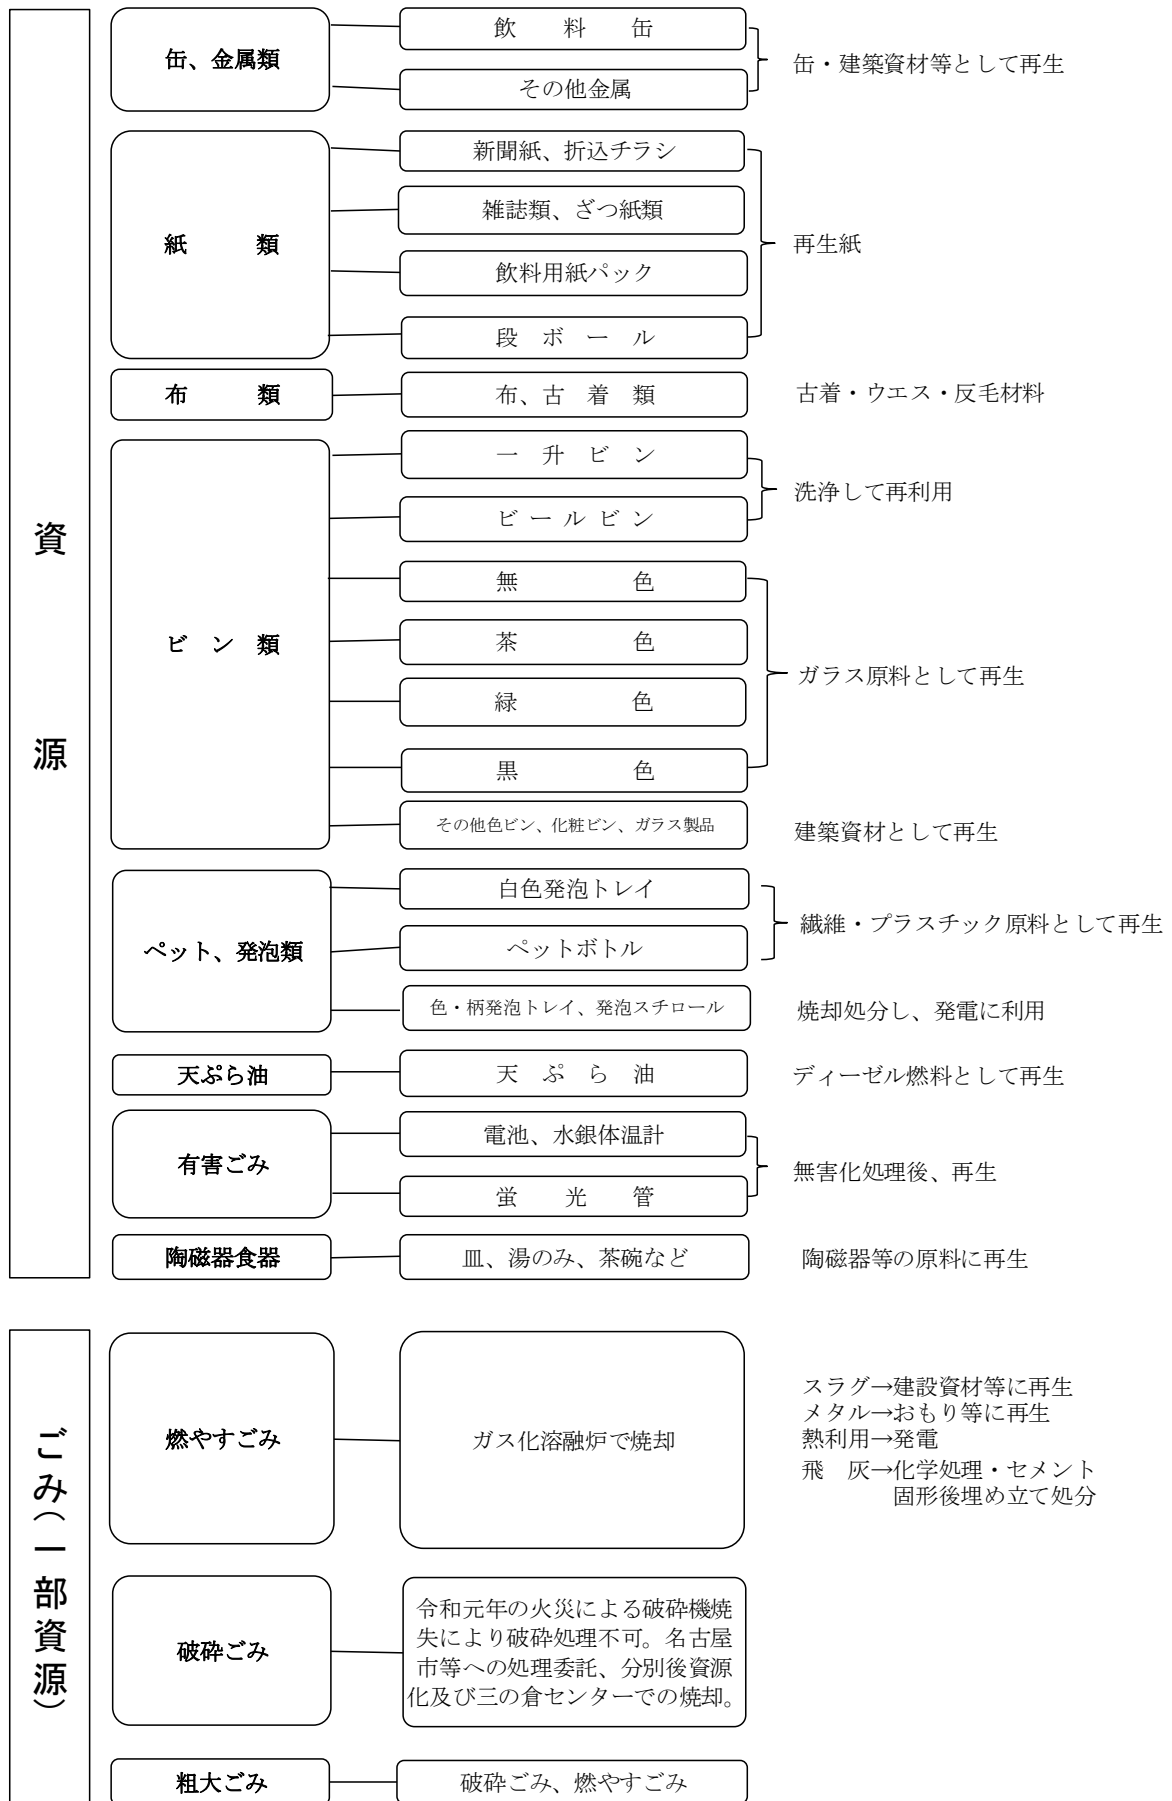 資源
缶、金属類
飲料缶
その他金属
缶・建築資材等として再生
紙類
新聞紙、折込チラシ
雑誌類、ざつ紙類
飲料用紙パック
段ボール
再生紙
布類
布、古着類
古着・ウエス・反毛材料
ビン類
一升ビン
ビールビン
洗浄して再利用
無色
茶色
緑色
黒色
ガラス原料として再生
その他色ビン、化粧ビン、ガラス製品
建築資材として再生
ペット、発泡類
白色発泡トレイ
ペットボトル
繊維・プラスチック原料として再生
色・柄発泡トレイ、発泡スチロール
焼却処分し、発電に利用
天ぷら油
天ぷら油
ディーゼル燃料として再生
有害ごみ
電池、水銀体温計
蛍光管
無害化処理後、再生
陶磁器食器
皿、湯のみ、茶碗など
陶磁器等の原料に再生
ごみ（一部資源）
燃やすごみ
ガス化溶融炉で焼却
スラグ→建設資材等に再生
メタル→おもり等に再生
熱利用→発電
飛　灰→化学処理・セメント
固形後埋め立て処分
破砕ごみ
令和元年の火災による破砕機焼
失により破砕処理不可。名古屋
市等への処理委託、分別後資源
化及び三の倉センターでの焼却。
粗大ごみ
破砕ごみ、燃やすごみ